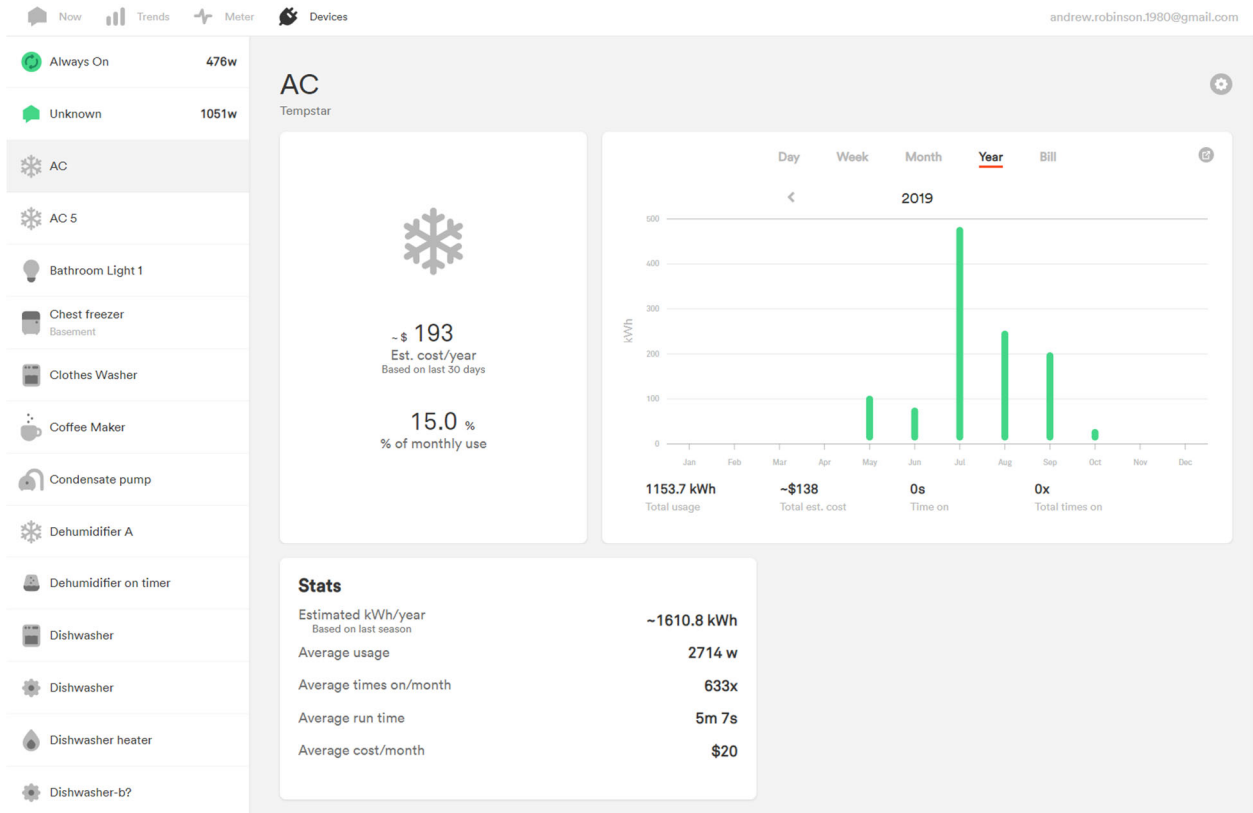 Now Trends Meter Devices andrew.robinson.1980@gmail.com
Always On 476w
Unknown 1051w
AC
AC 5
Bathroom Light 1
Chest freezer
Basement
Clothes Washer
Coffee Maker
Condensate pump
Dehumidifier A
Dehumidifier on timer
Dishwasher
Dishwasher
Dishwasher heater
Dishwasher-b?
AC
Tempstar
~$ 193
Est. cost/year
Based on last 30 days
15.0 %
% of monthly use
Day Week Month Year Bill
2019
kWh
500
400
300
200
100
0
Jan Feb Mar Apr May Jun Jul Aug Sep Oct Nov Dec
1153.7 kWh ~$138 0s 0x
Total usage Total est. cost Time on Total times on
Stats
Estimated kWh/year ~1610.8 kWh
Based on last season
Average usage 2714 w
Average times on/month 633x
Average run time 5m 7s
Average cost/month $20